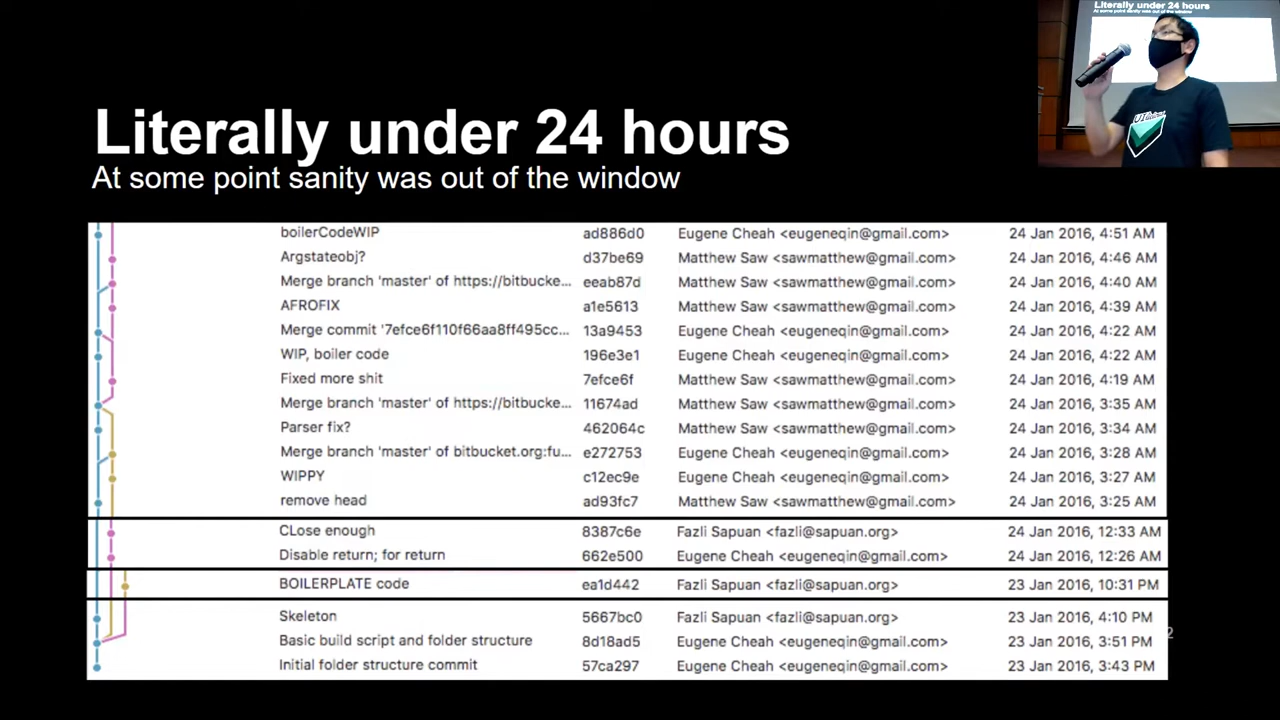 Literally under 24 hours
At some point sanity was out of the window
Literally under 24 hours
At some point sanity was out of the window
boilerCodeWIP ad886d0 Eugene Cheah <eugeneqin@gmail.com> 24 Jan 2016, 4:51 AM
Argstateobj? d37be69 Matthew Saw <sawmatthew@gmail.com> 24 Jan 2016, 4:46 AM
Merge branch 'master' of https://bitbucke... eeab87d Matthew Saw <sawmatthew@gmail.com> 24 Jan 2016, 4:40 AM
AFROFIX a1e5613 Matthew Saw <sawmatthew@gmail.com> 24 Jan 2016, 4:39 AM
Merge commit '7efce6f110f66aa8ff495cc... 13a9453 Eugene Cheah <eugeneqin@gmail.com> 24 Jan 2016, 4:22 AM
WIP, boiler code 196e3e1 Eugene Cheah <eugeneqin@gmail.com> 24 Jan 2016, 4:22 AM
Fixed more shit 7efce6f Matthew Saw <sawmatthew@gmail.com> 24 Jan 2016, 4:19 AM
Merge branch 'master' of https://bitbucke... 11674ad Matthew Saw <sawmatthew@gmail.com> 24 Jan 2016, 3:35 AM
Parser fix? 462064c Matthew Saw <sawmatthew@gmail.com> 24 Jan 2016, 3:34 AM
Merge branch 'master' of bitbucket.org:fu... e272753 Eugene Cheah <eugeneqin@gmail.com> 24 Jan 2016, 3:28 AM
WIPPY c12ec9e Eugene Cheah <eugeneqin@gmail.com> 24 Jan 2016, 3:27 AM
remove head ad93fc7 Matthew Saw <sawmatthew@gmail.com> 24 Jan 2016, 3:25 AM
CLose enough 8387c6e Fazli Sapuan <fazli@sapuan.org> 24 Jan 2016, 12:33 AM
Disable return; for return 662e500 Eugene Cheah <eugeneqin@gmail.com> 24 Jan 2016, 12:26 AM
BOILERPLATE code ea1d442 Fazli Sapuan <fazli@sapuan.org> 23 Jan 2016, 10:31 PM
Skeleton 5667bc0 Fazli Sapuan <fazli@sapuan.org> 23 Jan 2016, 4:10 PM
Basic build script and folder structure 8d18ad5 Eugene Cheah <eugeneqin@gmail.com> 23 Jan 2016, 3:51 PM
Initial folder structure commit 57ca297 Eugene Cheah <eugeneqin@gmail.com> 23 Jan 2016, 3:43 PM